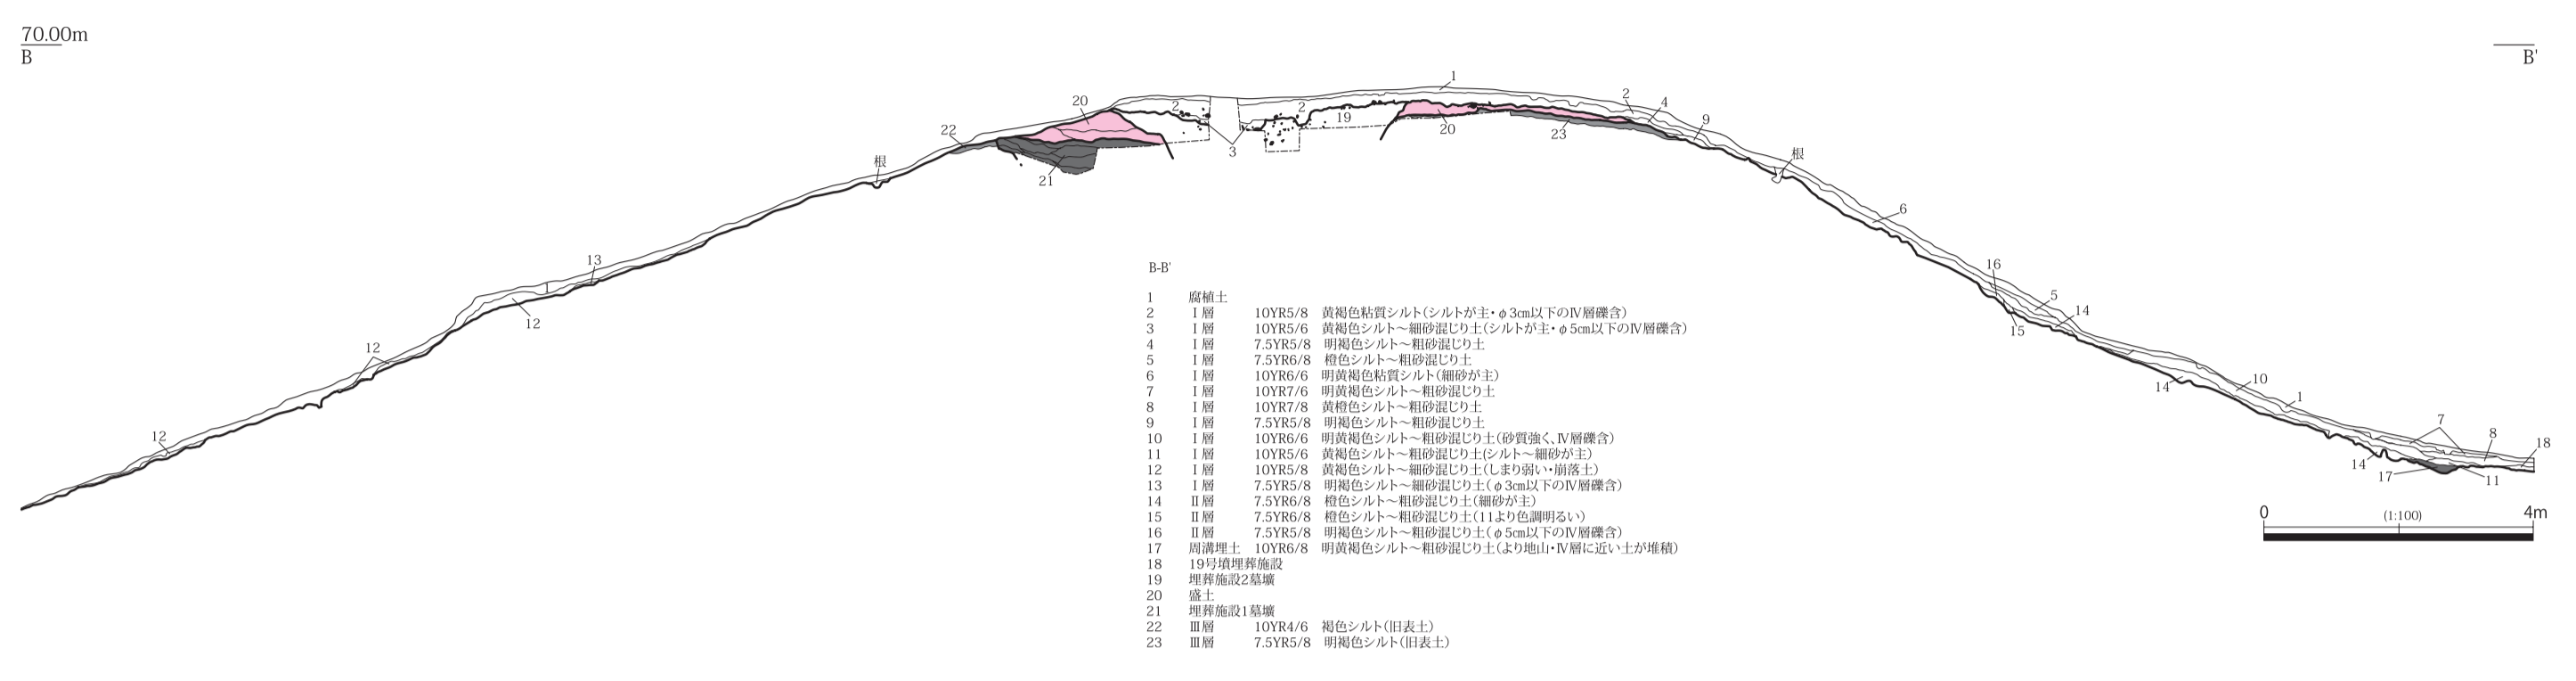 70.00m
B
B'
1
20
2
2
2
4
22
19
20
9
23
3
根
根
21
6
13
16
1
12
5
14
15
12
14
10
1
12
7
8
18
14
17
11
B-B'
1 腐植土
2 Ⅰ層 10YR5/8 黄褐色粘質シルト(シルトが主・φ3㎝以下のⅣ層礫含)
3 Ⅰ層 10YR5/6 黄褐色シルト～細砂混じり土(シルトが主・φ5㎝以下のⅣ層礫含)
4 Ⅰ層 7.5YR5/8 明褐色シルト～粗砂混じり土
5 Ⅰ層 7.5YR6/8 橙色シルト～粗砂混じり土
6 Ⅰ層 10YR6/6 明黄褐色粘質シルト(細砂が主)
7 Ⅰ層 10YR7/6 明黄褐色シルト～粗砂混じり土
8 Ⅰ層 10YR7/8 黄橙色シルト～粗砂混じり土
9 Ⅰ層 7.5YR5/8 明褐色シルト～粗砂混じり土
10 Ⅰ層 10YR6/6 明黄褐色シルト～粗砂混じり土(砂質強く、Ⅳ層礫含)
11 Ⅰ層 10YR5/6 黄褐色シルト～粗砂混じり土(シルト～細砂が主)
12 Ⅰ層 10YR5/8 黄褐色シルト～細砂混じり土(しまり弱い・崩落土)
13 Ⅰ層 7.5YR5/8 明褐色シルト～細砂混じり土(φ3㎝以下のⅣ層礫含)
14 Ⅱ層 7.5YR6/8 橙色シルト～粗砂混じり土(細砂が主)
15 Ⅱ層 7.5YR6/8 橙色シルト～粗砂混じり土(11より色調明るい)
16 Ⅱ層 7.5YR5/8 明褐色シルト～粗砂混じり土(φ5㎝以下のⅣ層礫含)
17 周溝埋土 10YR6/8 明黄褐色シルト～粗砂混じり土(より地山・Ⅳ層に近い土が堆積)
18 19号墳埋葬施設
19 埋葬施設2墓壙
20 盛土
21 埋葬施設1墓壙
22 Ⅲ層 10YR4/6 褐色シルト(旧表土)
23 Ⅲ層 7.5YR5/8 明褐色シルト(旧表土)
0 (1:100) 4m